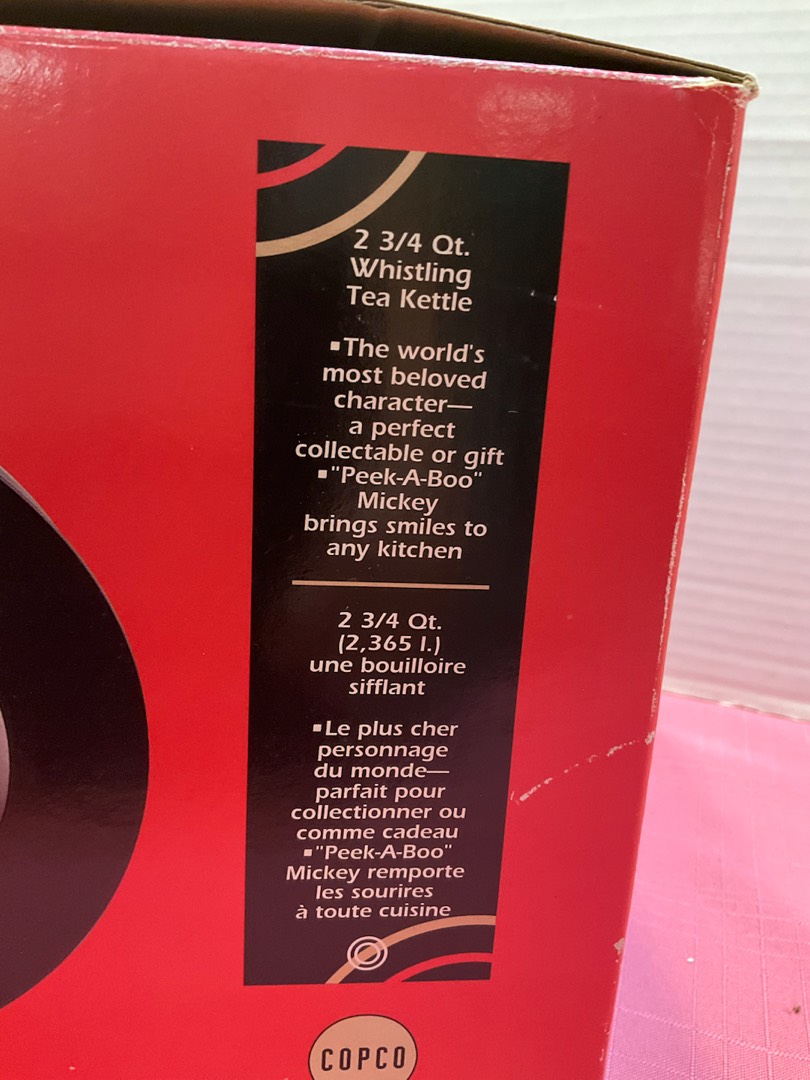 2 3/4 Qt.
Whistling
Tea Kettle
▪The world's
most beloved
character—
a perfect
collectable or gift
▪"Peek-A-Boo"
Mickey
brings smiles to
any kitchen
2 3/4 Qt.
(2,365 l.)
une bouilloire
sifflant
▪Le plus cher
personnage
du monde—
parfait pour
collectionner ou
comme cadeau
▪"Peek-A-Boo"
Mickey remporte
les sourires
à toute cuisine
COPCO